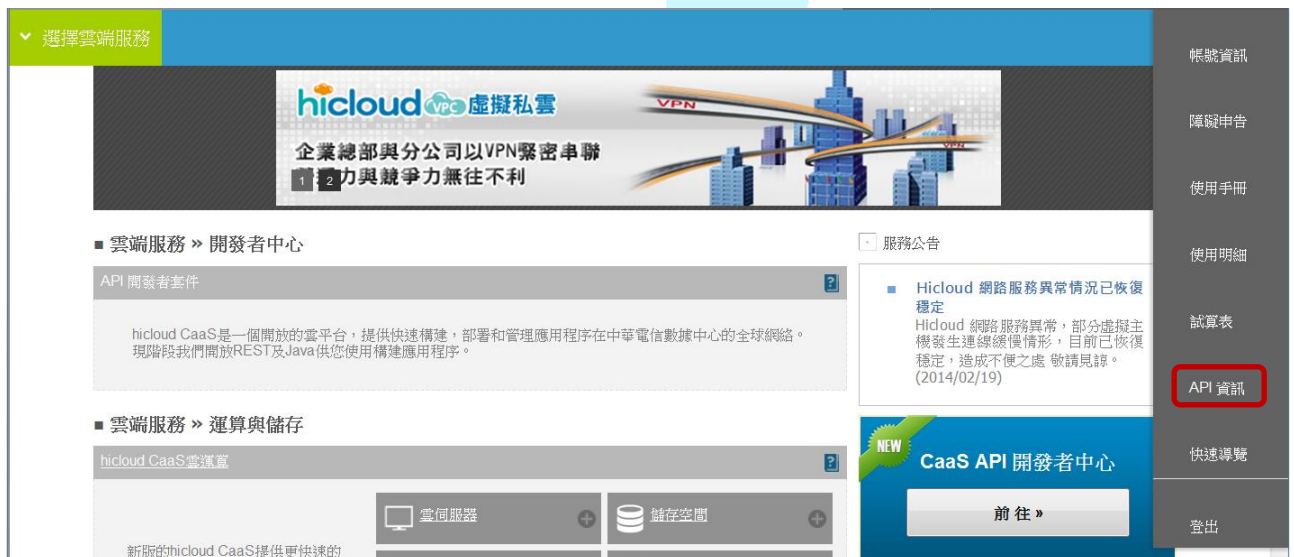 選擇雲端服務
hicloud VPC 虛擬私雲
VPN
VPN
企業總部與分公司以VPN緊密串聯
力與競爭力無往不利
1 2
■ 雲端服務 » 開發者中心
API 開發者套件
?
hicloud CaaS是一個開放的雲平台，提供快速構建，部署和管理應用程序在中華電信數據中心的全球網絡。
現階段我們開放REST及Java供您使用構建應用程序。
■ 雲端服務 » 運算與儲存
hicloud CaaS雲運算
?
雲伺服器
儲存空間
新版的hicloud CaaS提供更快速的
服務公告
Hicloud 網路服務異常情況已恢復
穩定
Hicloud 網路服務異常，部分虛擬主
機發生連線緩慢情形，目前已恢復
穩定，造成不便之處 敬請見諒。
(2014/02/19)
NEW
CaaS API 開發者中心
前 往 »
帳號資訊
障礙申告
使用手冊
使用明細
試算表
API 資訊
快速導覽
登出